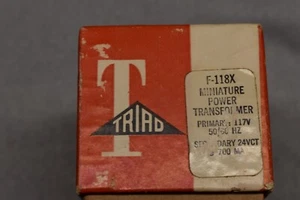 T
TRIAD
F-118X
MINIATURE
POWER
TRANSFORMER
PRIMARY: 117V
50/60 HZ
SECONDARY 24VCT
700 MA